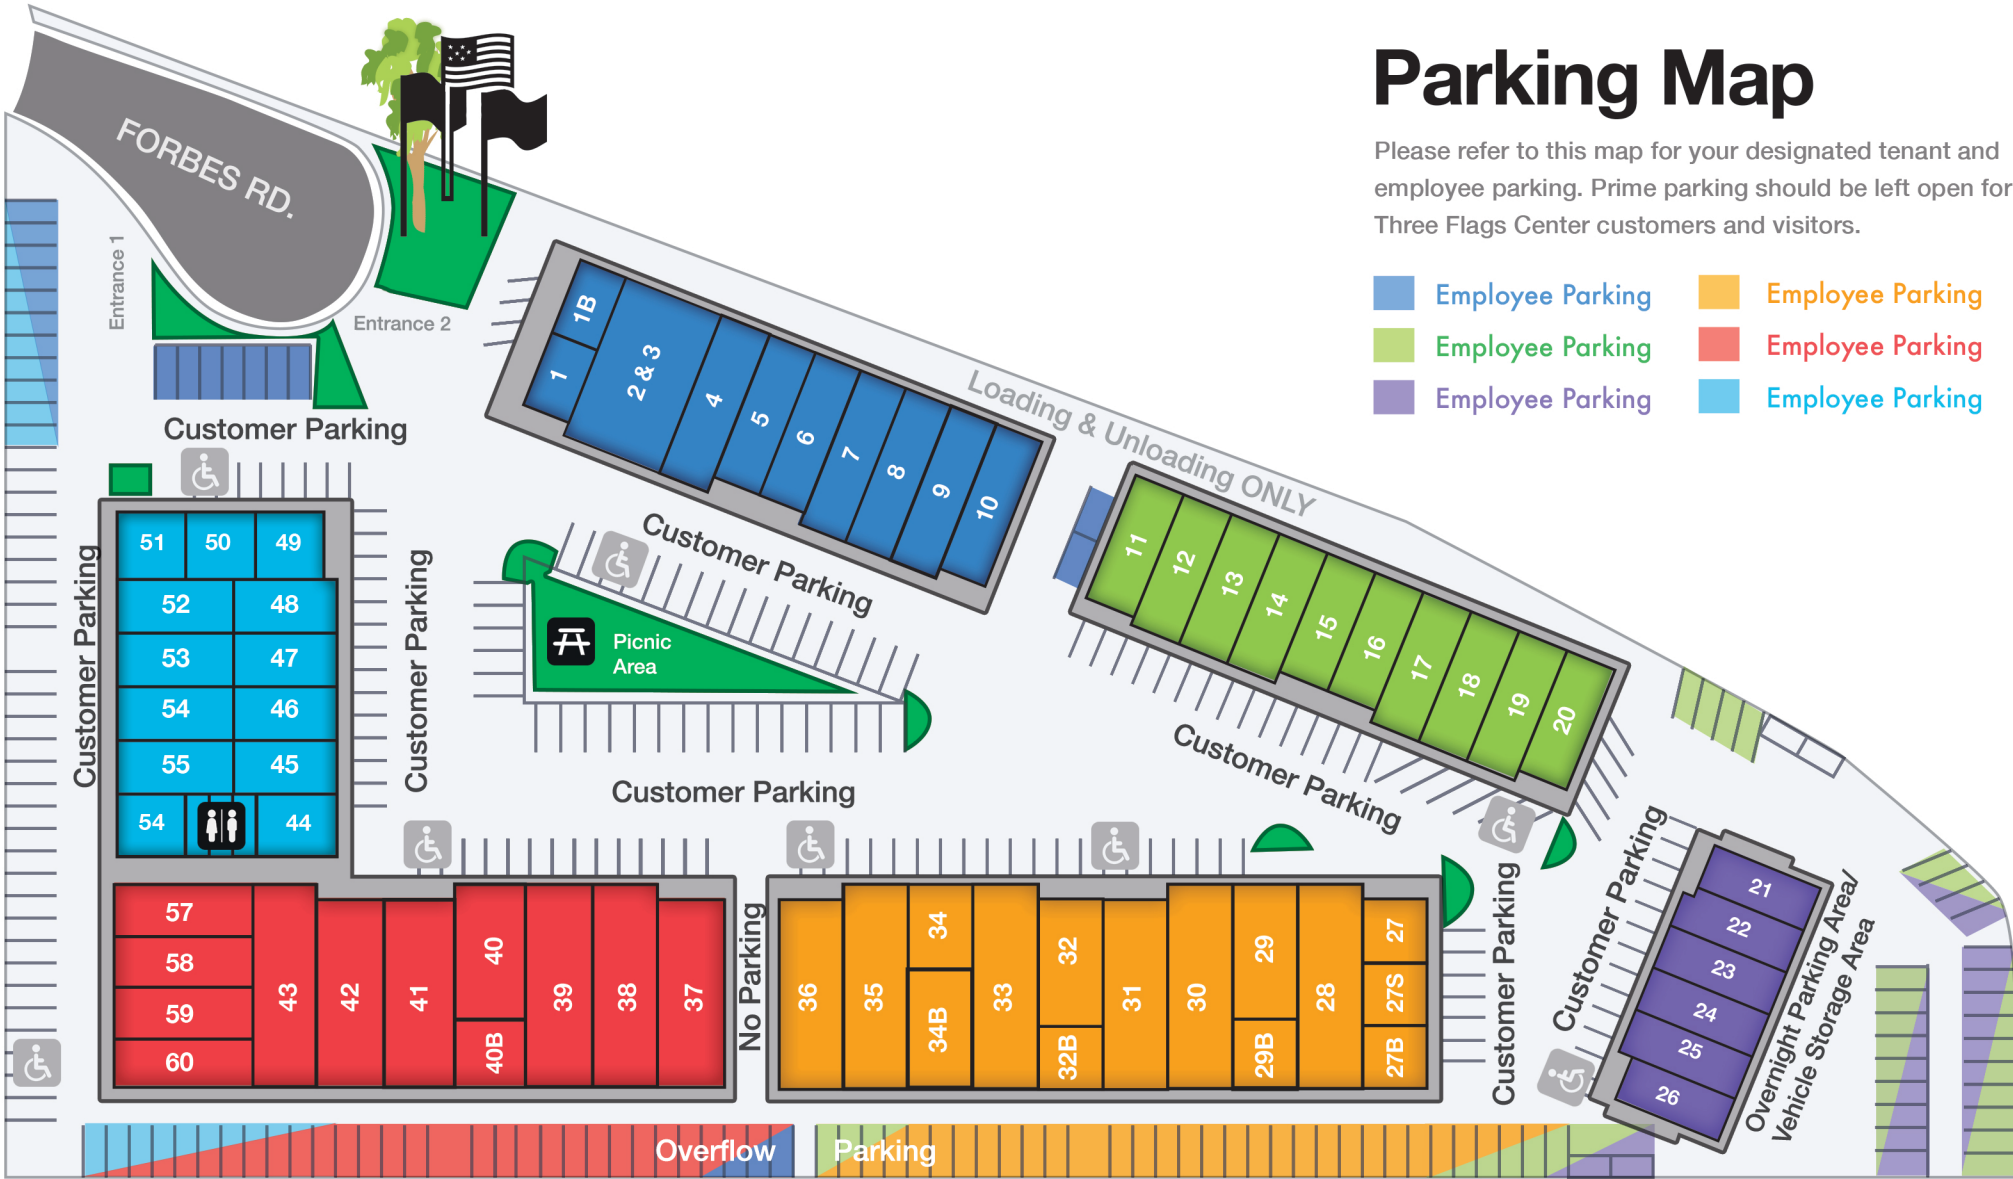 Parking Map
Please refer to this map for your designated tenant and
employee parking. Prime parking should be left open for
Three Flags Center customers and visitors.
Employee Parking
Employee Parking
Employee Parking
Employee Parking
Employee Parking
Employee Parking
FORBES RD.
Entrance 1
Entrance 2
Customer Parking
Loading & Unloading ONLY
1B
1
2 & 3
4
5
6
7
8
9
10
Customer Parking
11
12
13
14
15
16
17
18
19
20
Customer Parking
Picnic
Area
Customer Parking
Customer Parking
Customer Parking
51
50
49
52
48
53
47
54
46
55
45
54
44
57
58
59
60
43
42
41
40
40B
39
38
37
No Parking
36
35
34
34B
33
32
32B
31
30
29
29B
28
27
27S
27B
Customer Parking
Customer Parking
21
22
23
24
25
26
Overnight Parking Area/
Vehicle Storage Area
Overflow
Parking